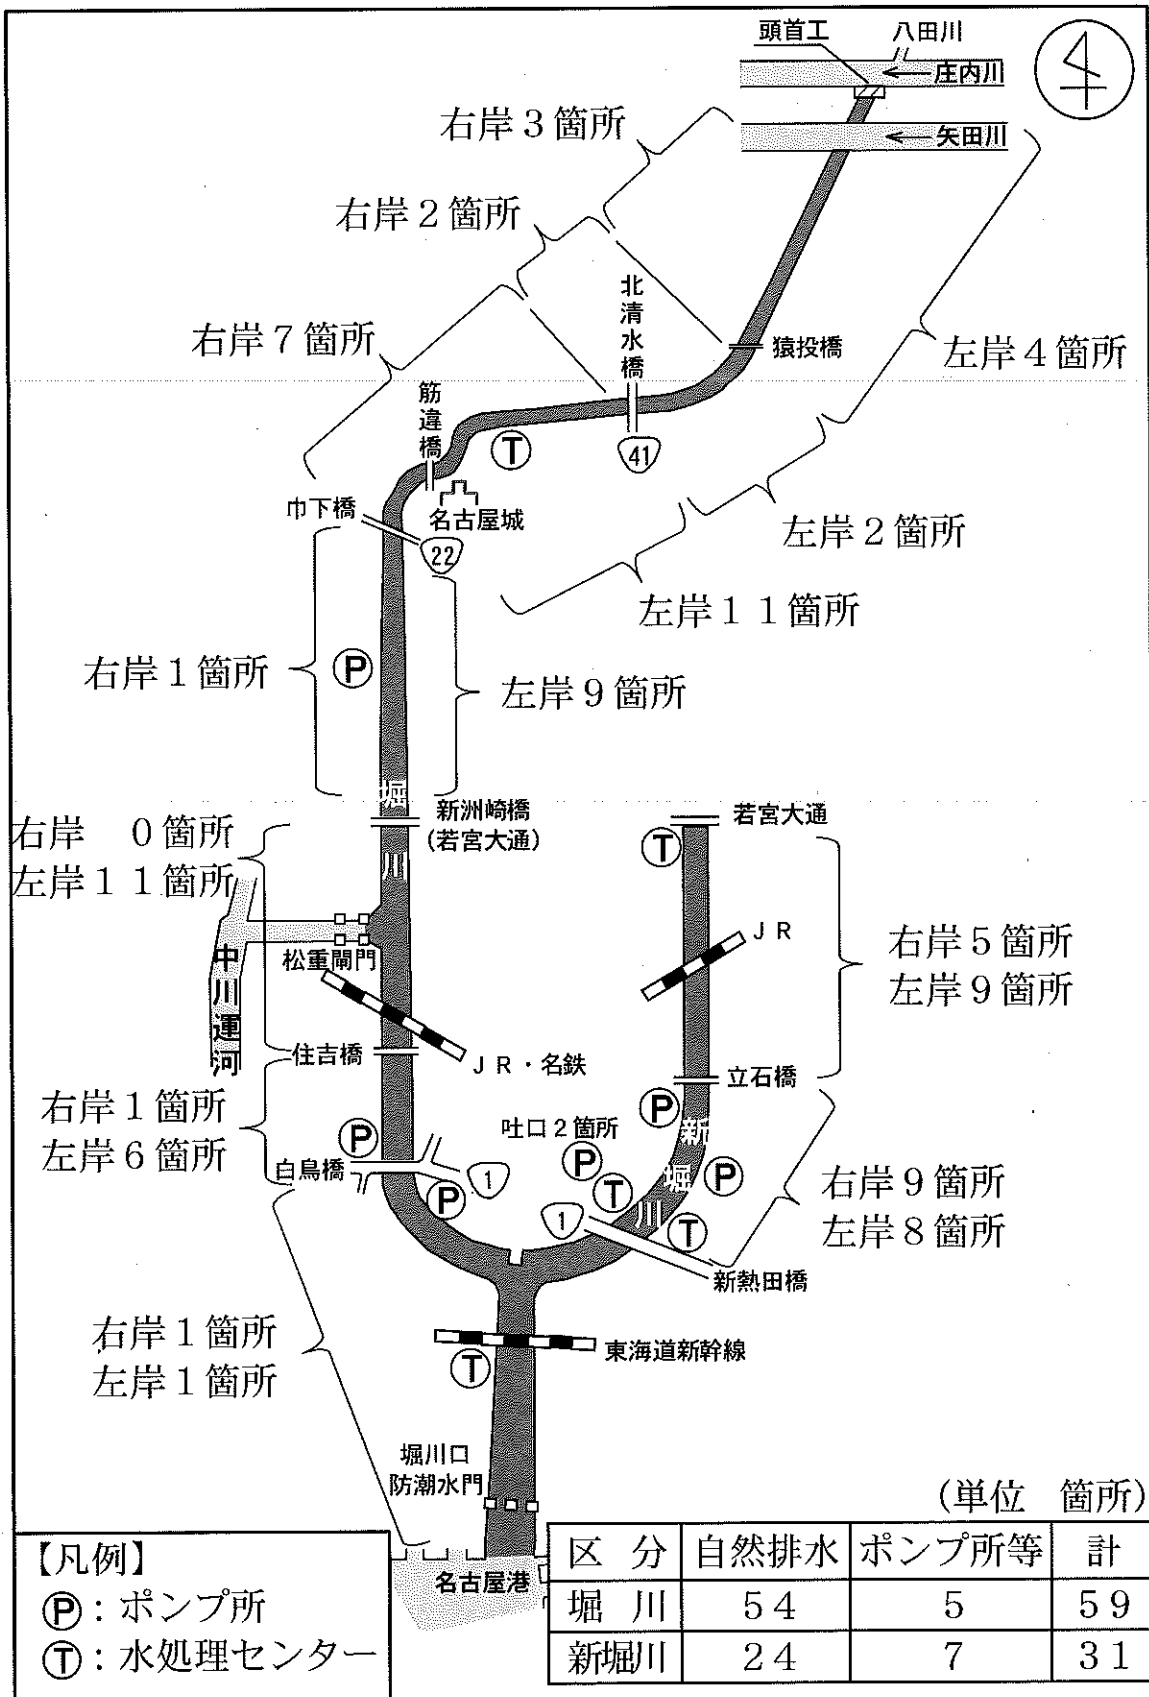 頭首工
八田川
庄内川
矢田川
右岸３箇所
右岸２箇所
右岸７箇所
北清水橋
猿投橋
左岸４箇所
筋違橋
Ｔ
41
巾下橋
名古屋城
22
左岸２箇所
左岸１１箇所
右岸１箇所
Ｐ
左岸９箇所
堀川
新洲崎橋
(若宮大通)
若宮大通
Ｔ
右岸　０箇所
左岸１１箇所
中川運河
松重閘門
ＪＲ
右岸５箇所
左岸９箇所
住吉橋
ＪＲ・名鉄
立石橋
右岸１箇所
左岸６箇所
Ｐ
白鳥橋
1
Ｐ
吐口２箇所
Ｐ
Ｔ
Ｐ
新堀川
Ｐ
Ｔ
1
右岸９箇所
左岸８箇所
新熱田橋
右岸１箇所
左岸１箇所
東海道新幹線
Ｔ
堀川口
防潮水門
名古屋港
【凡例】
Ｐ：ポンプ所
Ｔ：水処理センター
(単位　箇所)
区　分　自然排水　ポンプ所等　計
堀　川　５４　５　５９
新堀川　２４　７　３１